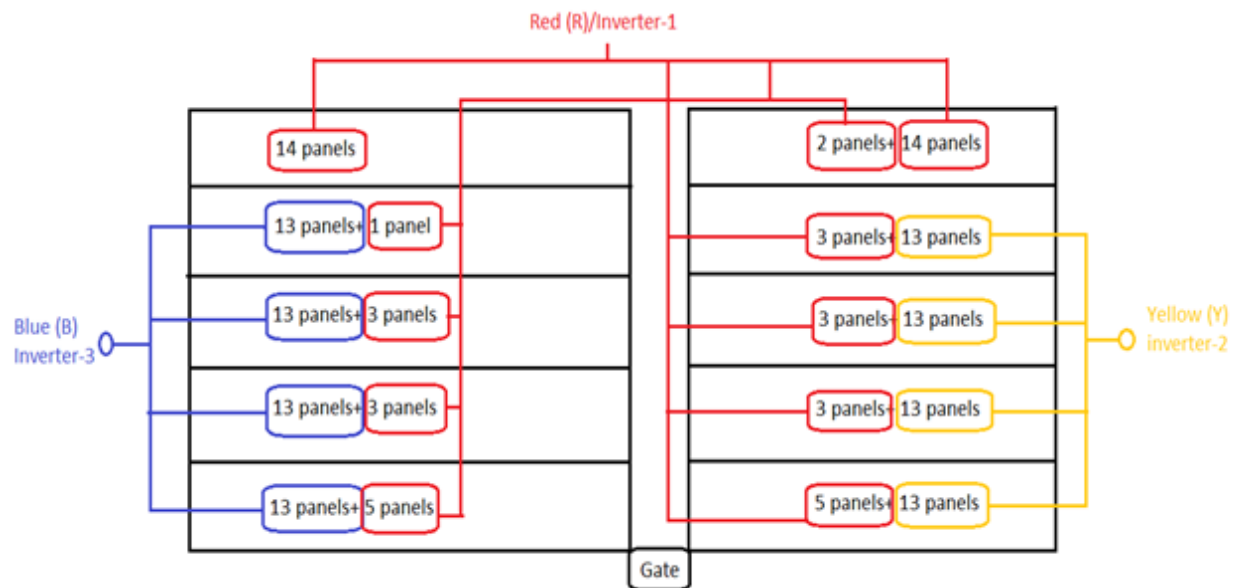 Red (R)/Inverter-1
14 panels
2 panels+ 14 panels
13 panels+ 1 panel
3 panels+ 13 panels
13 panels+ 3 panels
3 panels+ 13 panels
Blue (B)
Inverter-3
Yellow (Y)
inverter-2
13 panels+ 3 panels
3 panels+ 13 panels
13 panels+ 5 panels
5 panels+ 13 panels
Gate